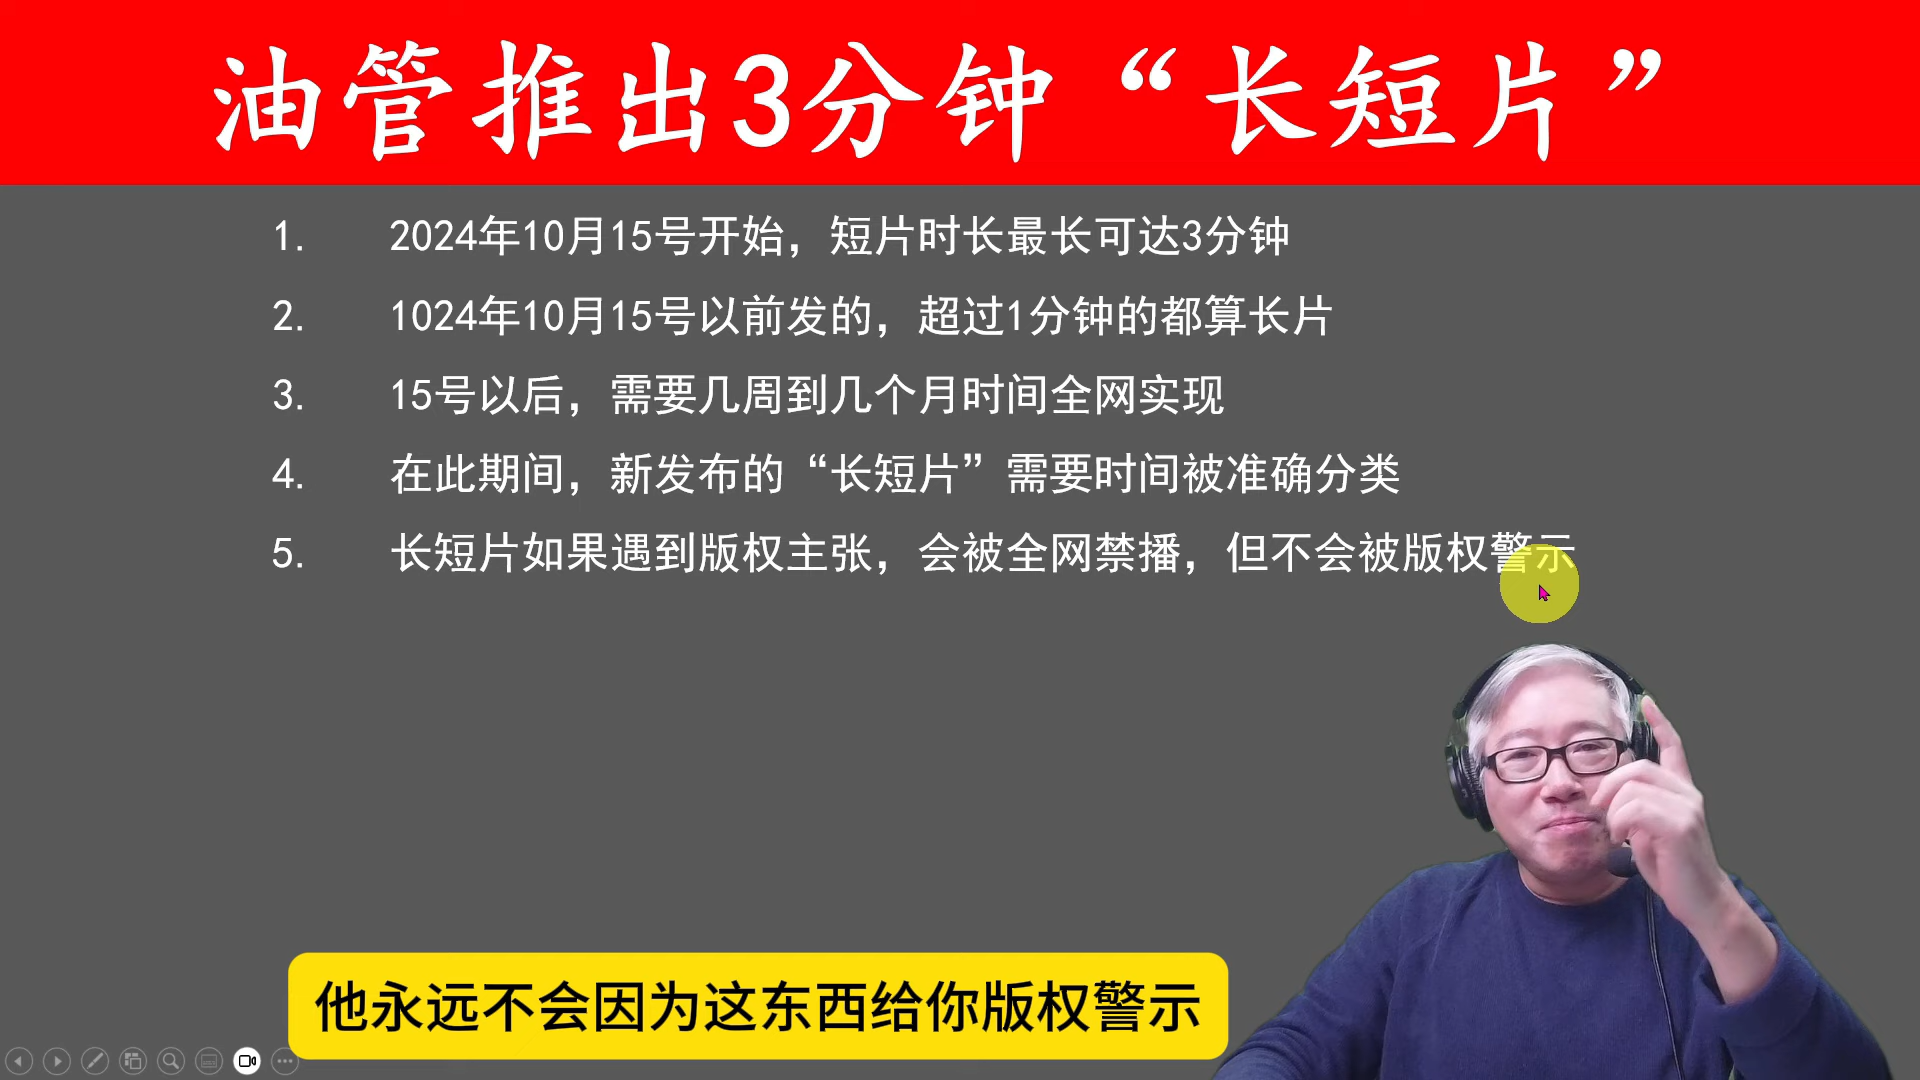 油管推出3分钟“长短片”
1. 2024年10月15号开始，短片时长最长可达3分钟
2. 1024年10月15号以前发的，超过1分钟的都算长片
3. 15号以后，需要几周到几个月时间全网实现
4. 在此期间，新发布的“长短片”需要时间被准确分类
5. 长短片如果遇到版权主张，会被全网禁播，但不会被版权警示
他永远不会因为这东西给你版权警示